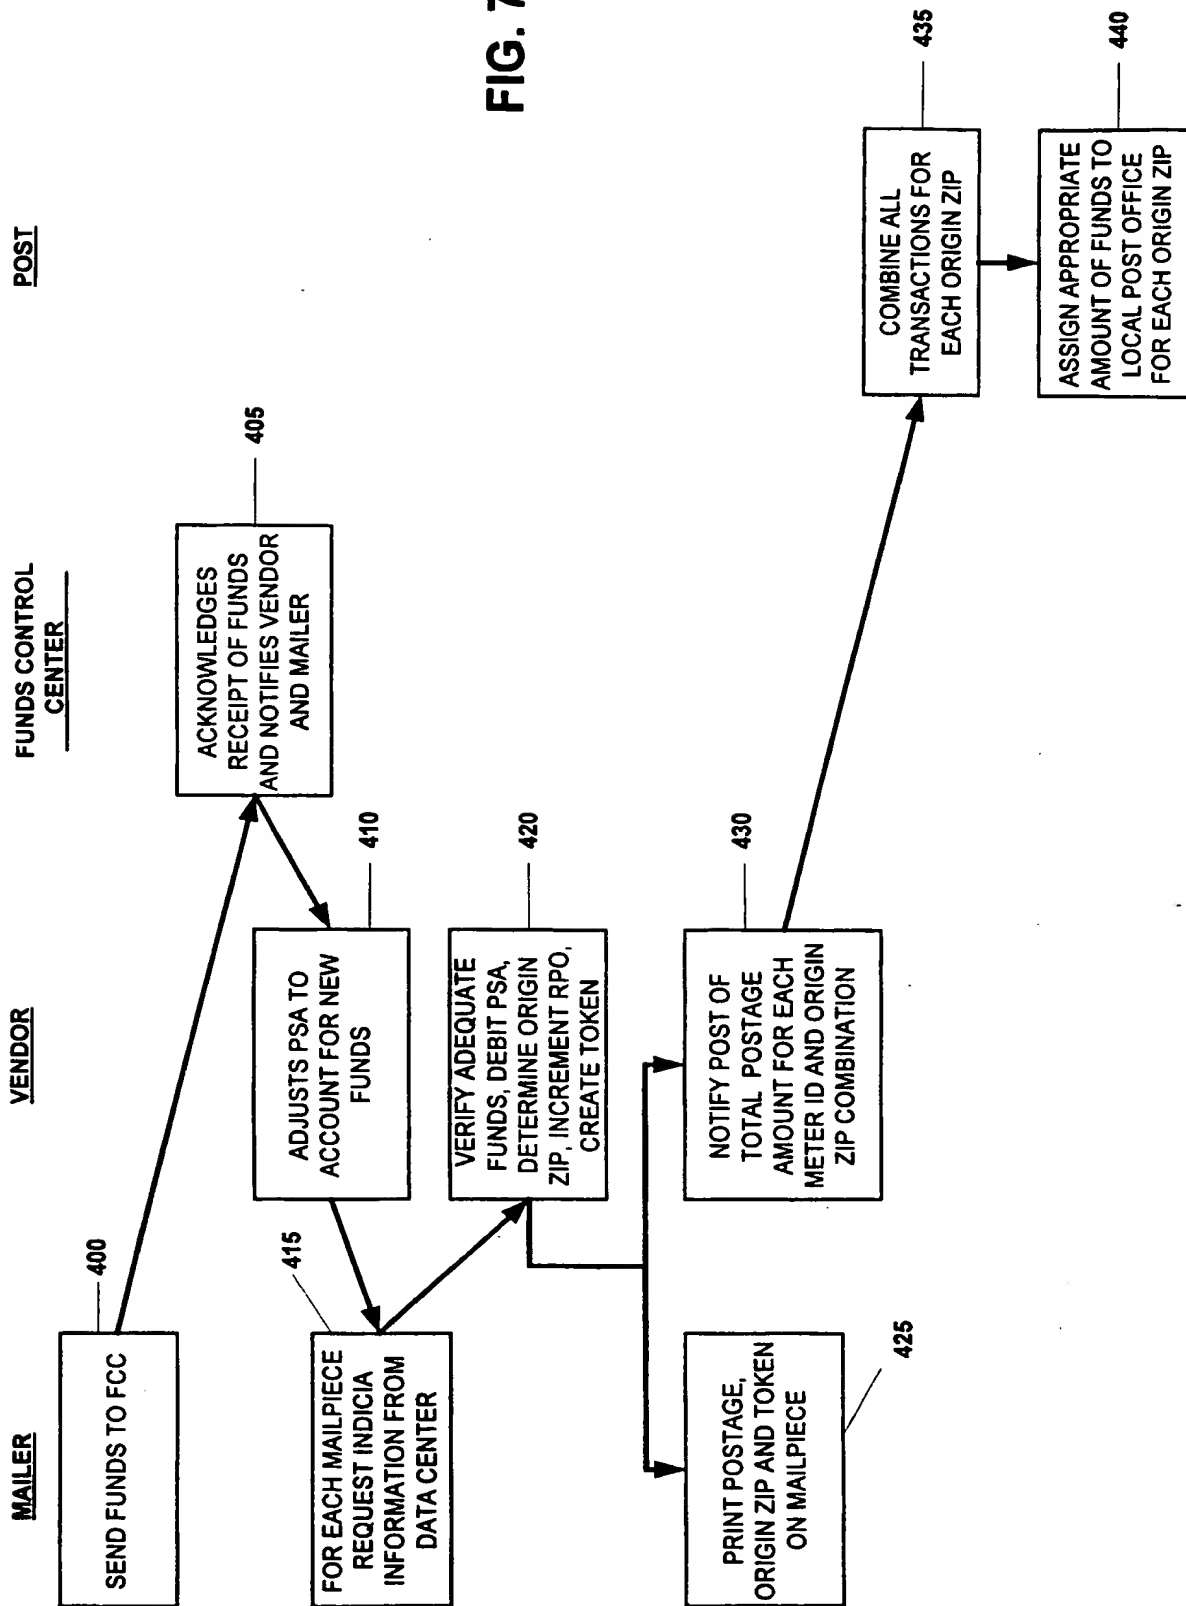 MAILER
VENDOR
FUNDS CONTROL
CENTER
POST
400
SEND FUNDS TO FCC
405
ACKNOWLEDGES
RECEIPT OF FUNDS
AND NOTIFIES VENDOR
AND MAILER
410
ADJUSTS PSA TO
ACCOUNT FOR NEW
FUNDS
415
FOR EACH MAILPIECE
REQUEST INDICIA
INFORMATION FROM
DATA CENTER
420
VERIFY ADEQUATE
FUNDS, DEBIT PSA,
DETERMINE ORIGIN
ZIP, INCREMENT RPO,
CREATE TOKEN
425
PRINT POSTAGE,
ORIGIN ZIP AND TOKEN
ON MAILPIECE
430
NOTIFY POST OF
TOTAL POSTAGE
AMOUNT FOR EACH
METER ID AND ORIGIN
ZIP COMBINATION
435
COMBINE ALL
TRANSACTIONS FOR
EACH ORIGIN ZIP
440
ASSIGN APPROPRIATE
AMOUNT OF FUNDS TO
LOCAL POST OFFICE
FOR EACH ORIGIN ZIP
FIG. 7